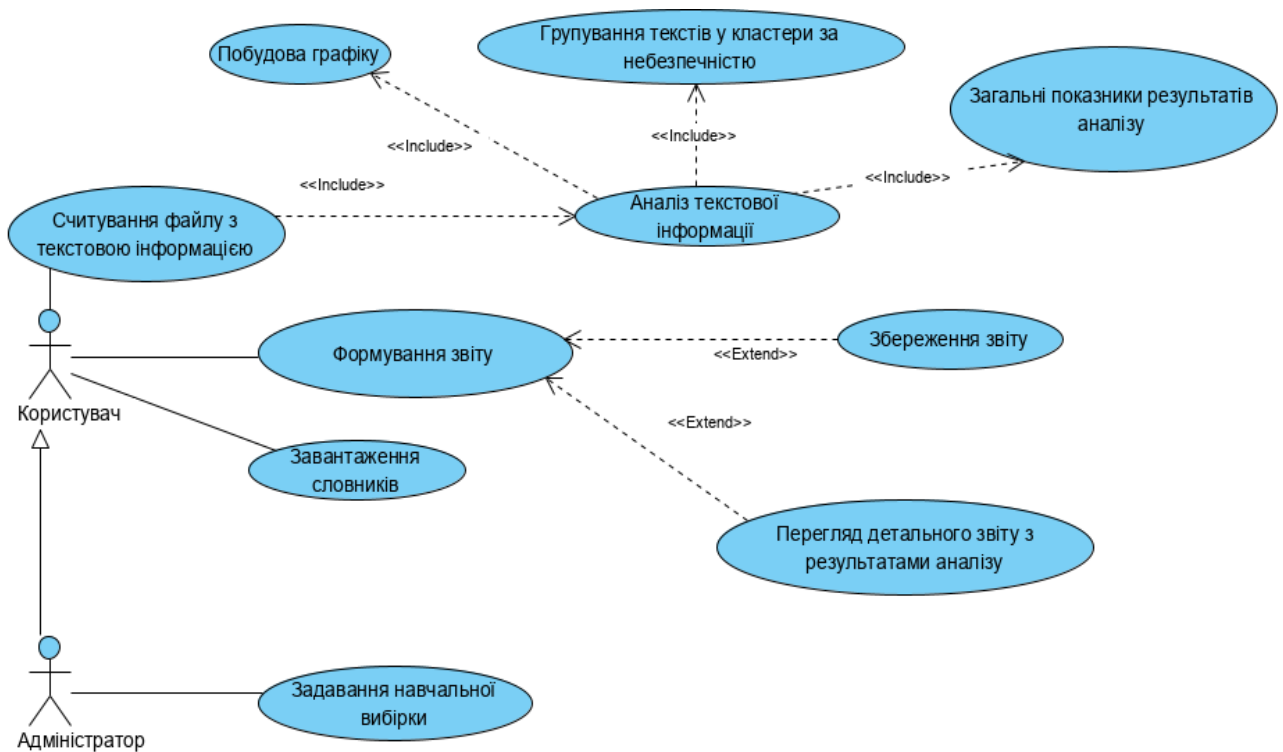 Побудова графіку
Групування текстів у кластери за
небезпечністю
Загальні показники результатів
аналізу
<<Include>>
<<Include>>
<<Include>>
<<Include>>
Считування файлу з
текстовою інформацією
Аналіз текстової
інформації
Формування звіту
<<Extend>>
Збереження звіту
Користувач
<<Extend>>
Завантаження
словників
Перегляд детального звіту з
результатами аналізу
Задавання навчальної
вибірки
Адміністратор